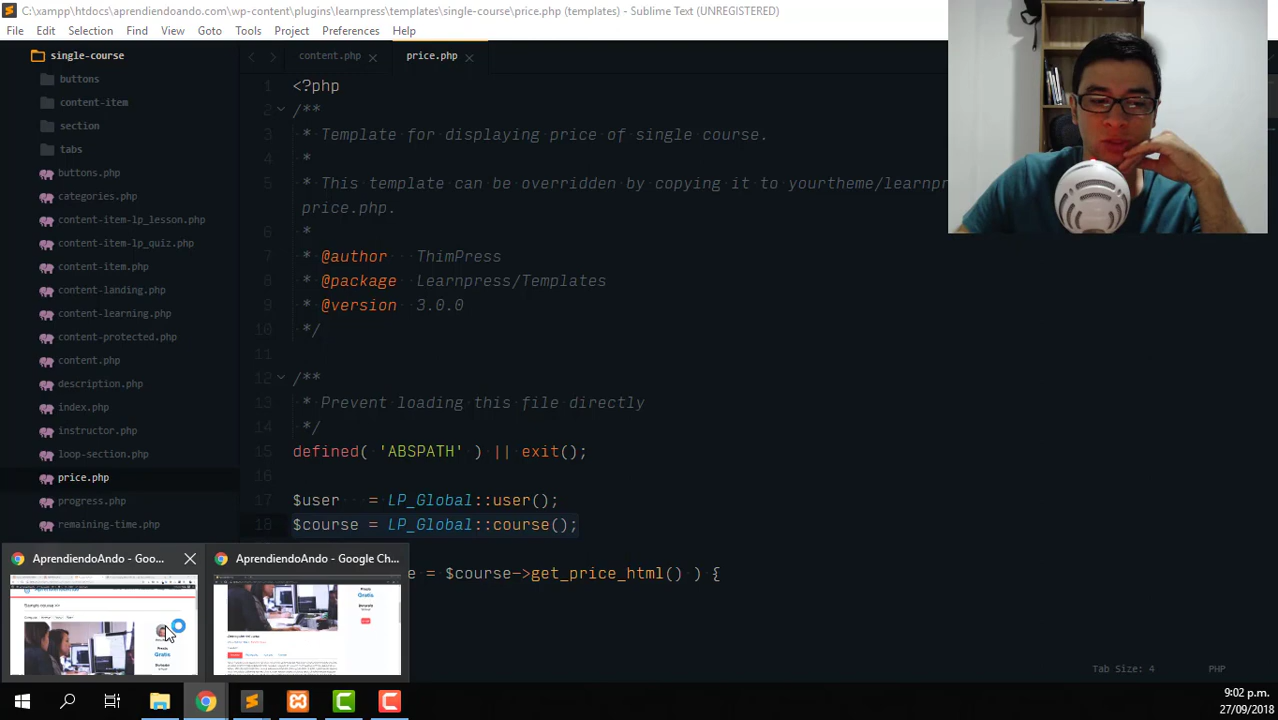 C:\xampp\htdocs\aprendiendoando.com\wp-content\plugins\learnpress\templates\single-course\price.php (templates) - Sublime Text (UNREGISTERED)
File Edit Selection Find View Goto Tools Project Preferences Help
single-course
buttons
content-item
section
tabs
buttons.php
categories.php
content-item-lp_lesson.php
content-item-lp_quiz.php
content-item.php
content-landing.php
content-learning.php
content-protected.php
content.php
description.php
index.php
instructor.php
loop-section.php
price.php
progress.php
remaining-time.php
content.php price.php
1 <?php
2 /**
3 * Template for displaying price of single course.
4 *
5 * This template can be overridden by copying it to yourtheme/learnpr
price.php.
6 *
7 * @author ThimPress
8 * @package Learnpress/Templates
9 * @version 3.0.0
10 */
11
12 /**
13 * Prevent loading this file directly
14 */
15 defined( 'ABSPATH' ) || exit();
16
17 $user = LP_Global::user();
18 $course = LP_Global::course();
e = $course->get_price_html() ) {
AprendiendoAndo - Goo... AprendiendoAndo - Google Ch...
Sample course
Gratis
Gratis
Tab Size: 4 PHP
9:02 p.m.
27/09/2018